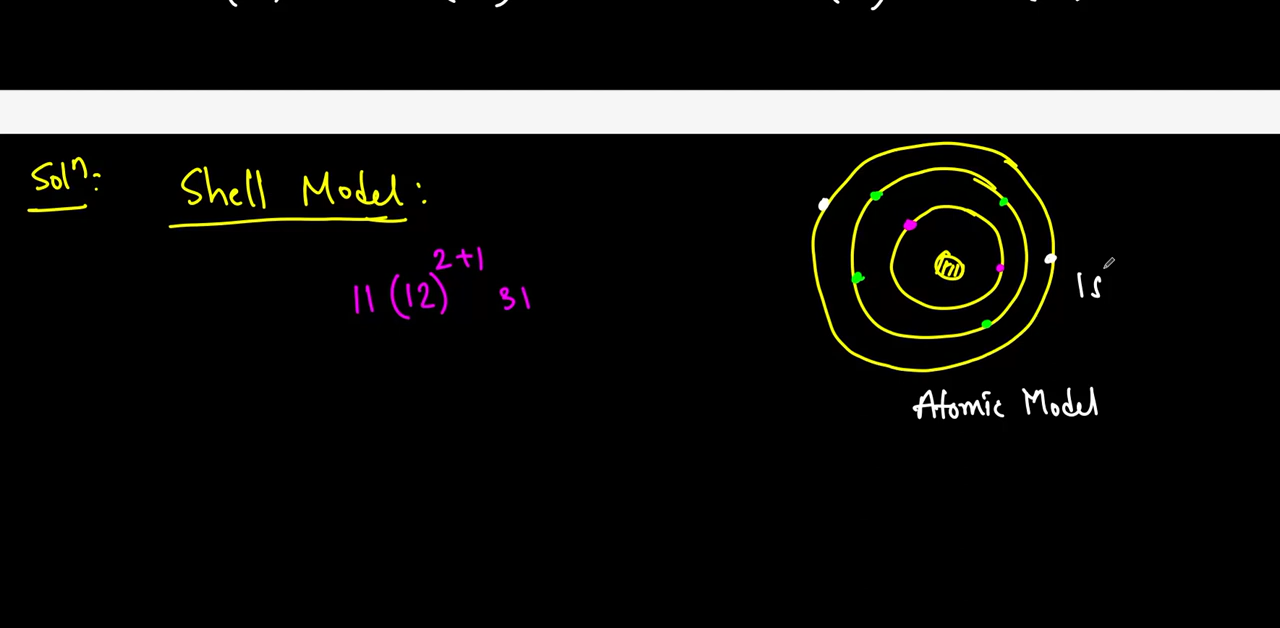 Solⁿ:
Shell Model:
11 (12)²⁺¹ 31
1s
Atomic Model